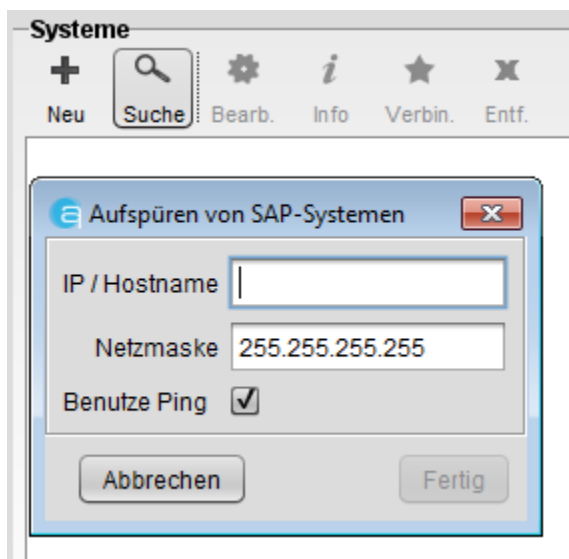 Systeme
Neu Suche Bearb. Info Verbin. Entf.
Aufspüren von SAP-Systemen
IP / Hostname
Netzmaske 255.255.255.255
Benutze Ping
Abbrechen Fertig